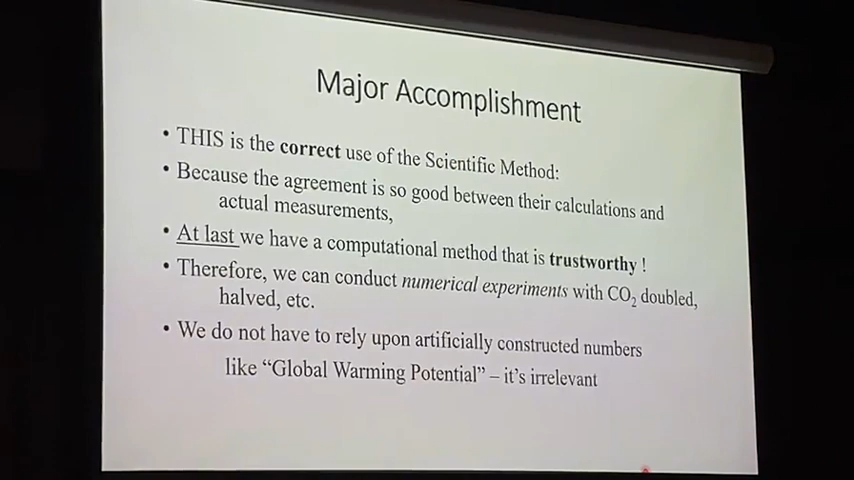 Major Accomplishment
• THIS is the correct use of the Scientific Method:
• Because the agreement is so good between their calculations and
actual measurements,
• At last we have a computational method that is trustworthy !
• Therefore, we can conduct numerical experiments with CO₂ doubled,
halved, etc.
• We do not have to rely upon artificially constructed numbers
like “Global Warming Potential” – it’s irrelevant